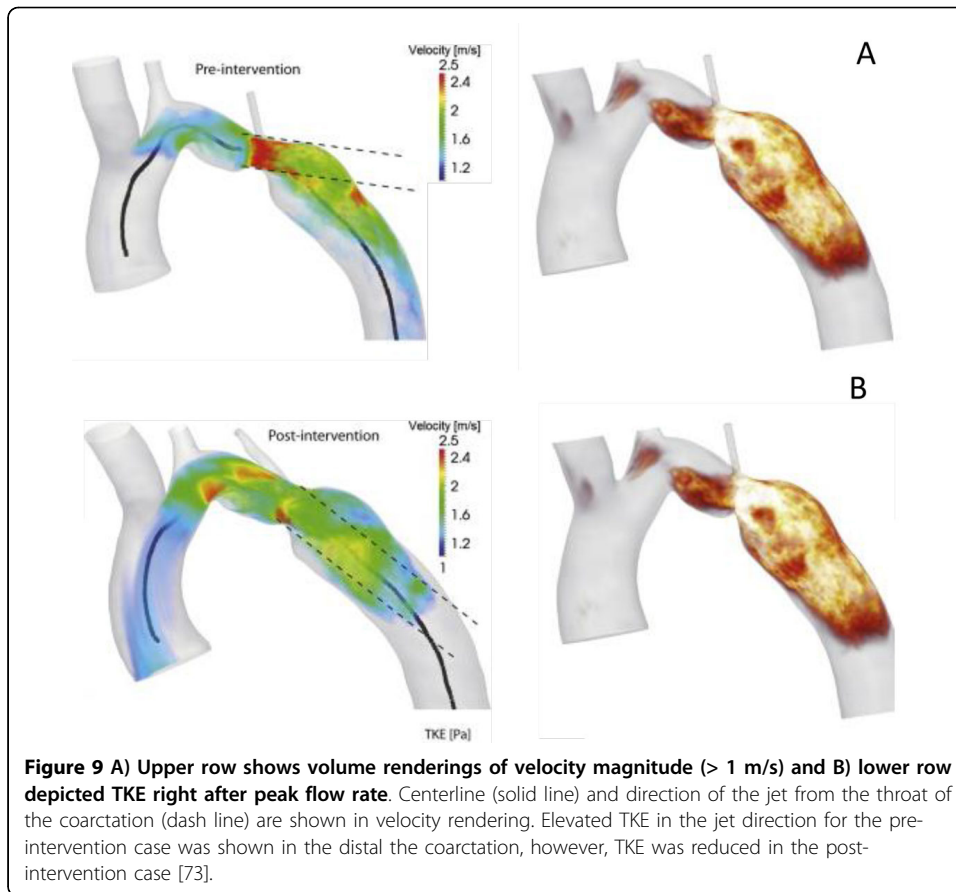 A
Velocity [m/s]
Pre-intervention
2.5
2.4
2
1.6
1.2
B
Velocity [m/s]
Post-intervention
2.5
2.4
2
1.6
1.2
1
TKE [Pa]
Figure 9 A) Upper row shows volume renderings of velocity magnitude (> 1 m/s) and B) lower row
depicted TKE right after peak flow rate. Centerline (solid line) and direction of the jet from the throat of
the coarctation (dash line) are shown in velocity rendering. Elevated TKE in the jet direction for the pre-
intervention case was shown in the distal the coarctation, however, TKE was reduced in the post-
intervention case [73].